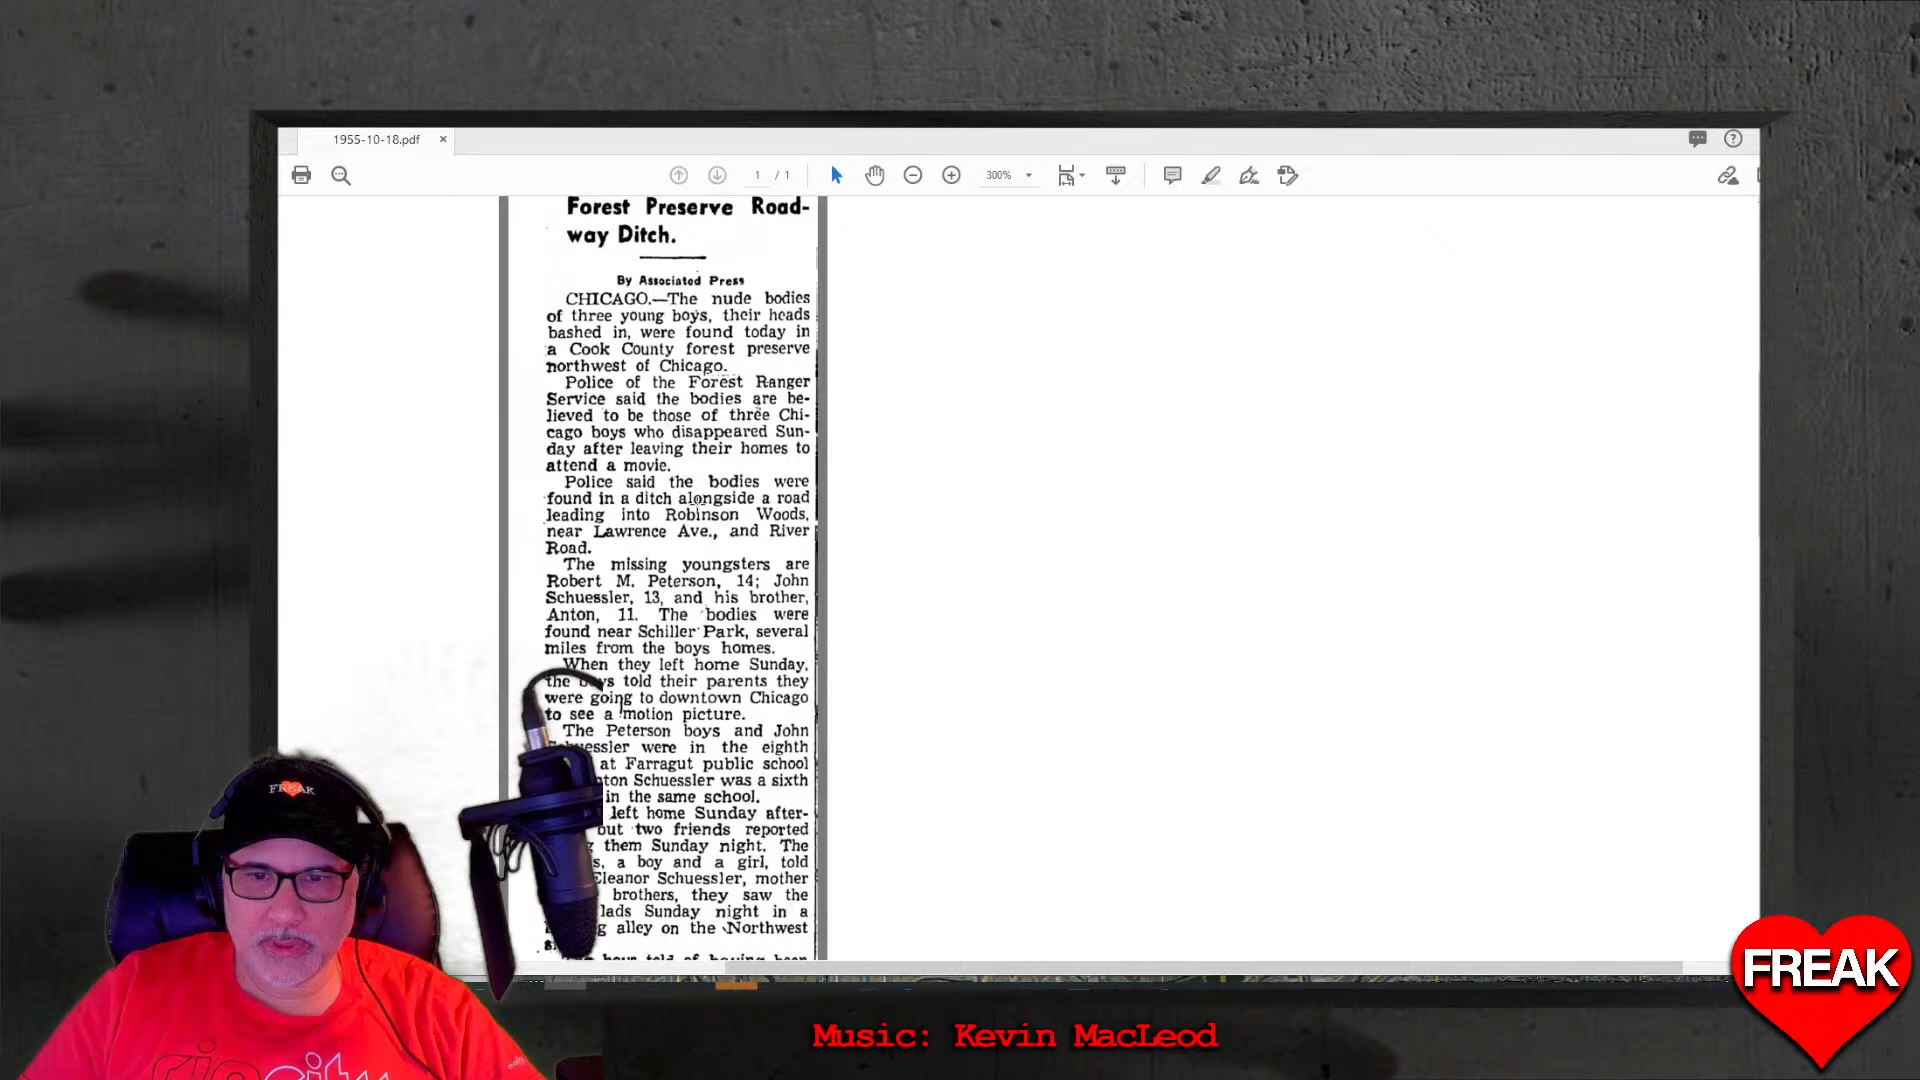 1955-10-18.pdf
1 / 1
300%
Forest Preserve Road-
way Ditch.
By Associated Press
CHICAGO.—The nude bodies
of three young boys, their heads
bashed in, were found today in
a Cook County forest preserve
northwest of Chicago.
Police of the Forest Ranger
Service said the bodies are be-
lieved to be those of three Chi-
cago boys who disappeared Sun-
day after leaving their homes to
attend a movie.
Police said the bodies were
found in a ditch alongside a road
leading into Robinson Woods,
near Lawrence Ave., and River
Road.
The missing youngsters are
Robert M. Peterson, 14; John
Schuessler, 13, and his brother,
Anton, 11. The bodies were
found near Schiller Park, several
miles from the boys homes.
When they left home Sunday,
the boys told their parents they
were going to downtown Chicago
to see a motion picture.
The Peterson boys and John
uessler were in the eighth
at Farragut public school
nton Schuessler was a sixth
in the same school.
left home Sunday after-
but two friends reported
them Sunday night. The
s, a boy and a girl, told
Eleanor Schuessler, mother
brothers, they saw the
lads Sunday night in a
g alley on the Northwest
FREAK
FREAK
Music: Kevin MacLeod